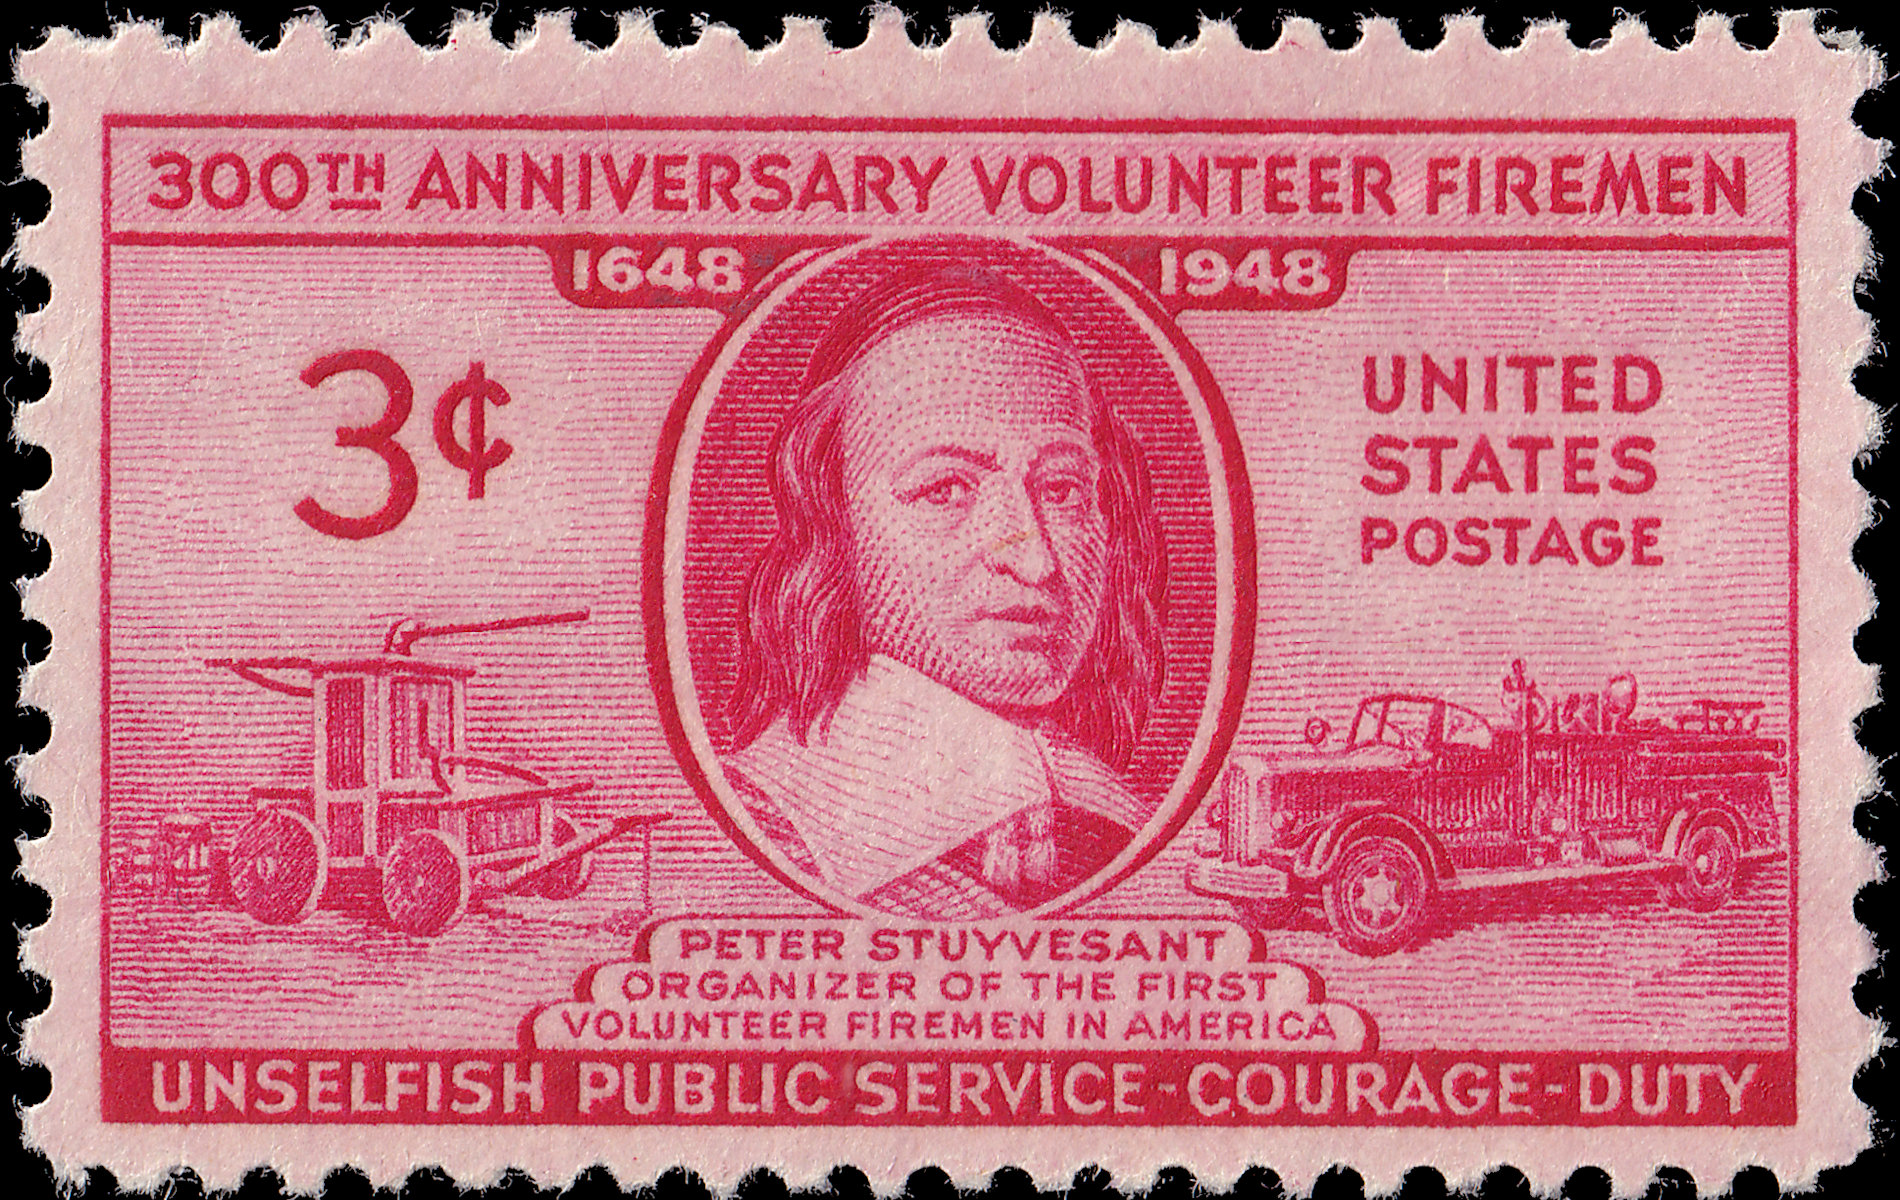 300TH ANNIVERSARY VOLUNTEER FIREMEN
1648 1948
3¢
UNITED
STATES
POSTAGE
PETER STUYVESANT
ORGANIZER OF THE FIRST
VOLUNTEER FIREMEN IN AMERICA
UNSELFISH PUBLIC SERVICE-COURAGE-DUTY